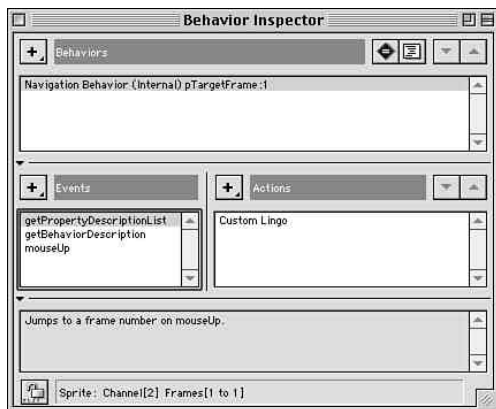 Behavior Inspector
Behaviors
Navigation Behavior (Internal) pTargetFrame:1
Events
Actions
getPropertyDescriptionList
getBehaviorDescription
mouseUp
Custom Lingo
Jumps to a frame number on mouseUp.
Sprite: Channel[2] Frames[1 to 1]